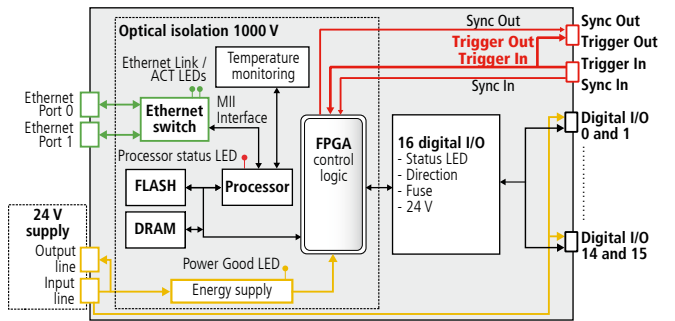 Optical isolation 1000 V
Sync Out
Sync Out
Trigger Out
Trigger Out
Trigger In
Trigger In
Sync In
Sync In
Ethernet Link /
ACT LEDs
Temperature
monitoring
Ethernet
Port 0
Ethernet
Port 1
Ethernet
switch
MII
Interface
Processor status LED
FLASH
Processor
DRAM
FPGA
control
logic
16 digital I/O
- Status LED
- Direction
- Fuse
- 24 V
Digital I/O
0 and 1
Digital I/O
14 and 15
24 V
supply
Output
line
Input
line
Power Good LED
Energy supply